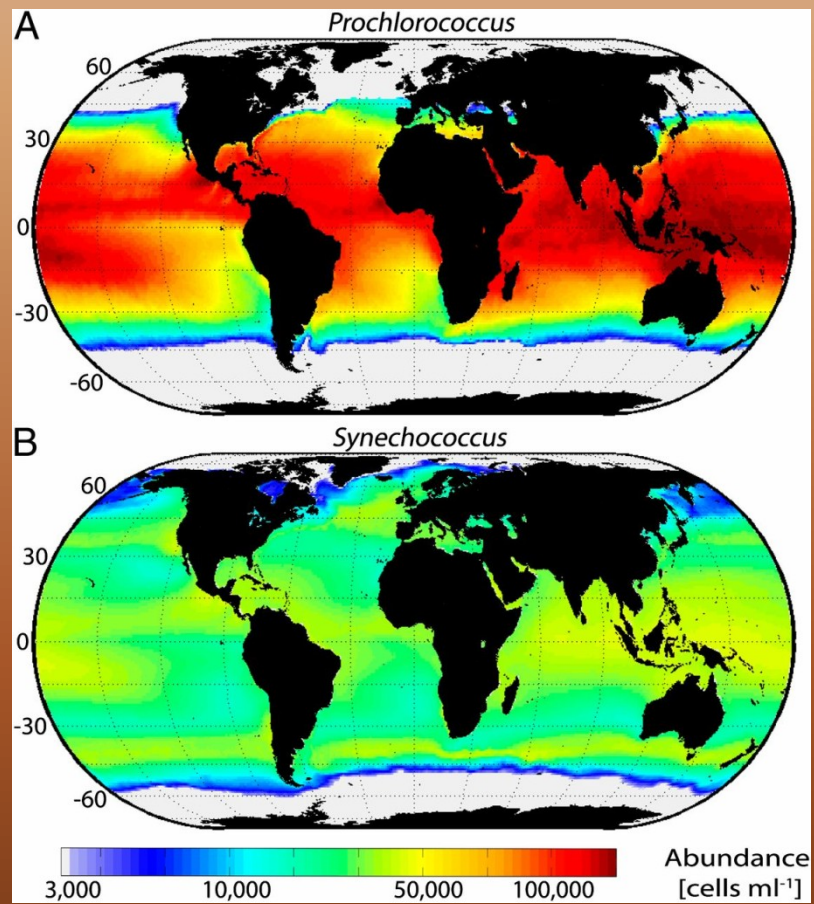 A
Prochlorococcus
60
30
0
-30
-60
B
Synechococcus
60
30
0
-30
-60
3,000 10,000 50,000 100,000
Abundance
[cells ml⁻¹]